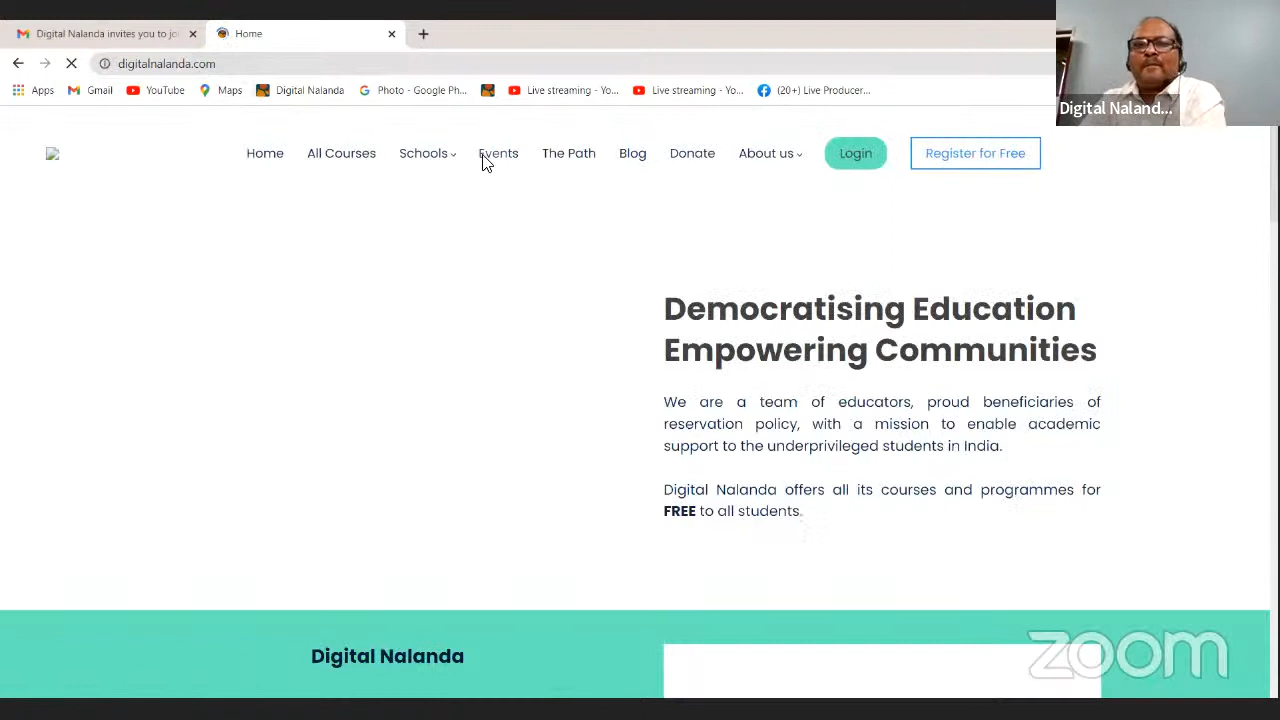 Digital Nalanda invites you to jo
Home
digitalnalanda.com
Apps Gmail YouTube Maps Digital Nalanda Photo - Google Ph... Live streaming - Yo... Live streaming - Yo... (20+) Live Producer...
Digital Naland...
Home All Courses Schools Events The Path Blog Donate About us Login Register for Free
Democratising Education
Empowering Communities
We are a team of educators, proud beneficiaries of
reservation policy, with a mission to enable academic
support to the underprivileged students in India.
Digital Nalanda offers all its courses and programmes for
FREE to all students.
Digital Nalanda
zoom